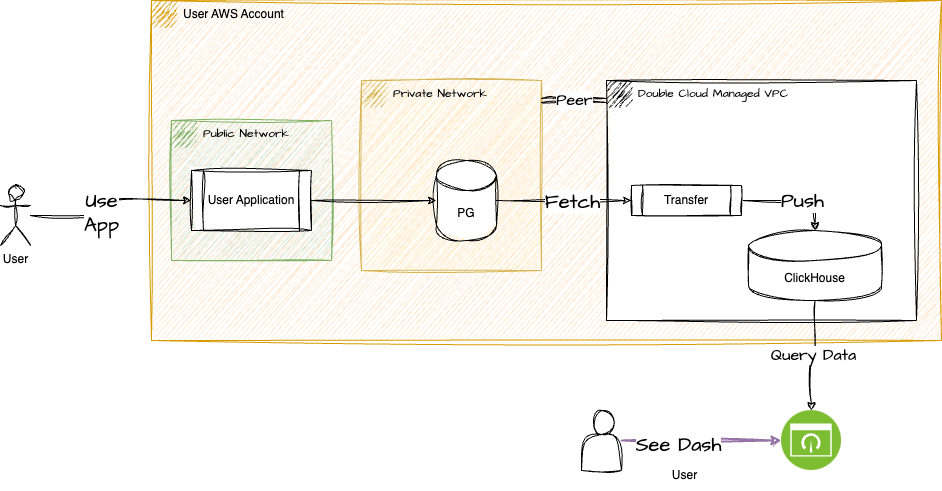 User AWS Account
Private Network
Peer
Double Cloud Managed VPC
Public Network
Use
App
User Application
PG
Fetch
Transfer
Push
User
ClickHouse
Query Data
See Dash
User